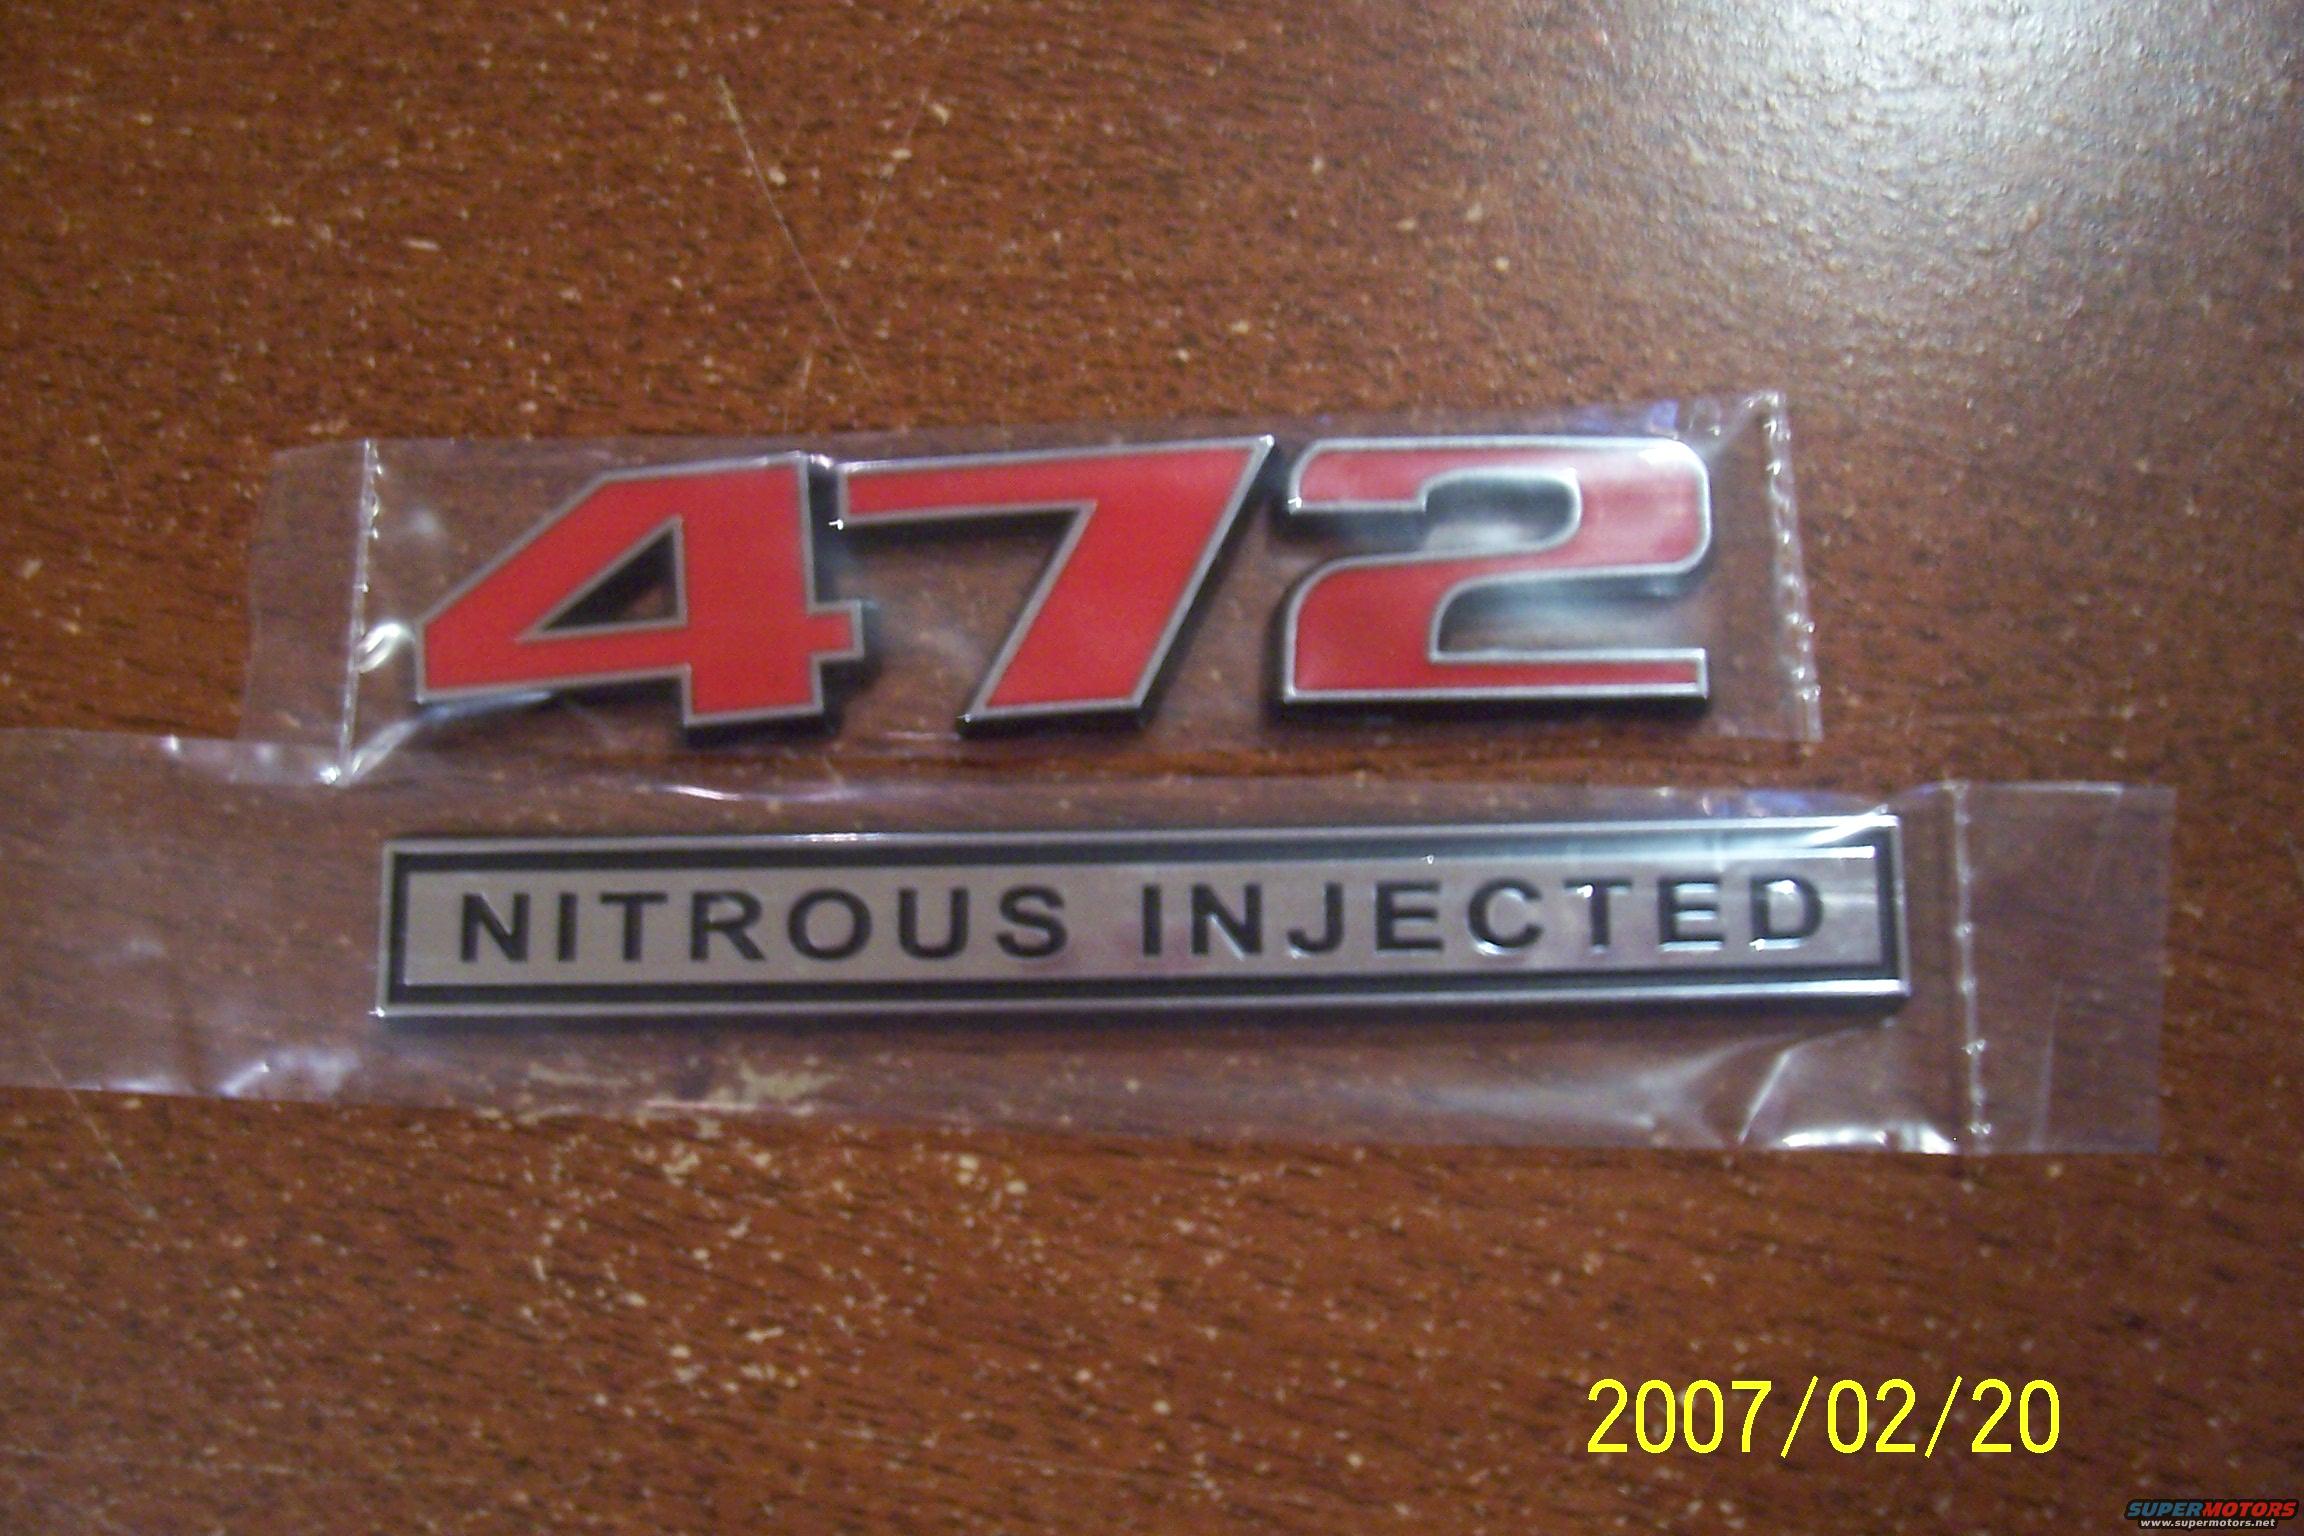 472
NITROUS INJECTED
2007/02/20
SUPERMOTORS
www.supermotors.net